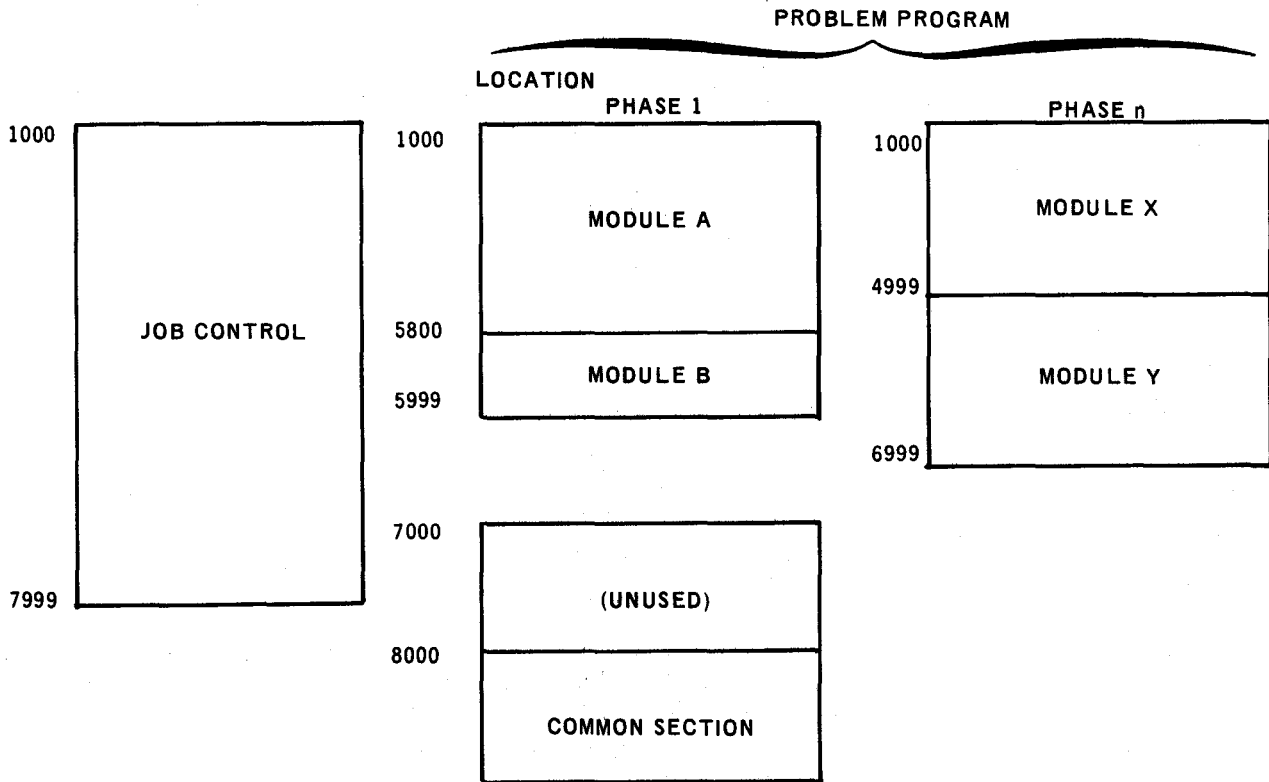 PROBLEM PROGRAM
LOCATION
PHASE 1
PHASE n
1000
1000
1000
MODULE A
MODULE X
4999
JOB CONTROL
5800
MODULE B
MODULE Y
5999
6999
7000
7999
(UNUSED)
8000
COMMON SECTION